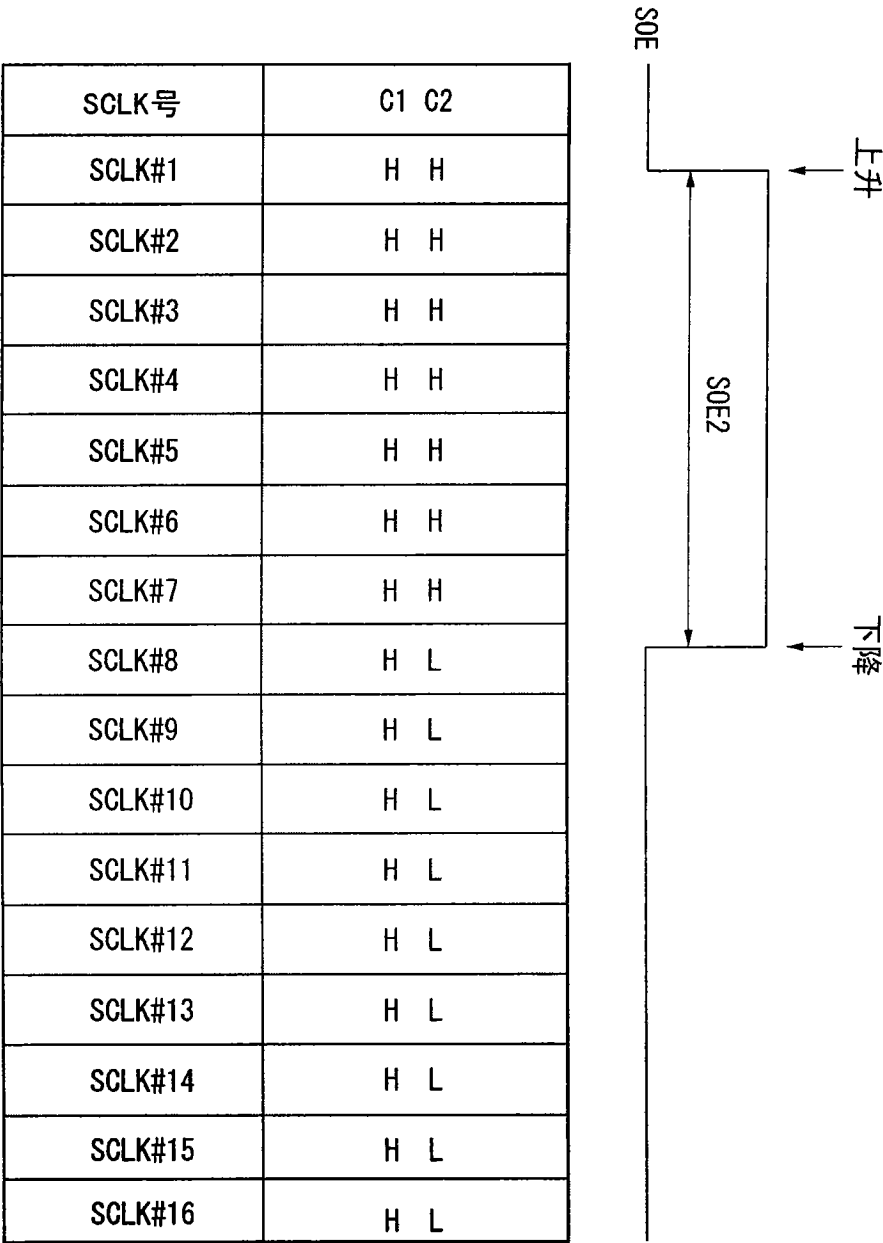 SCLK号 C1 C2
SCLK#1 H H
SCLK#2 H H
SCLK#3 H H
SCLK#4 H H
SCLK#5 H H
SCLK#6 H H
SCLK#7 H H
SCLK#8 H L
SCLK#9 H L
SCLK#10 H L
SCLK#11 H L
SCLK#12 H L
SCLK#13 H L
SCLK#14 H L
SCLK#15 H L
SCLK#16 H L
SOE
上升
SOE2
下降